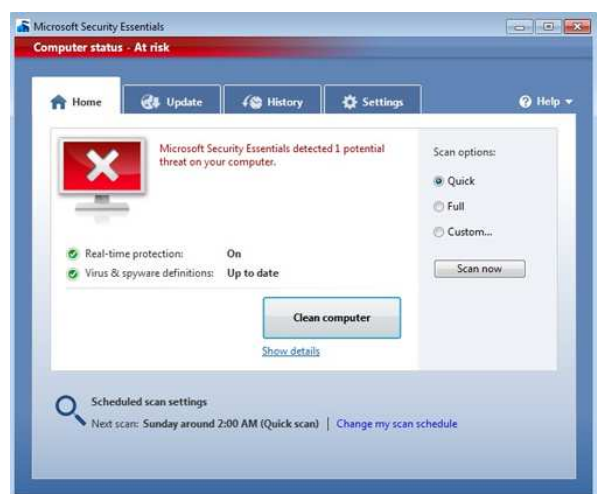 Microsoft Security Essentials
Computer status - At risk
Home Update History Settings Help
Microsoft Security Essentials detected 1 potential
threat on your computer.
Scan options:
Quick
Full
Custom...
Scan now
Real-time protection: On
Virus & spyware definitions: Up to date
Clean computer
Show details
Scheduled scan settings
Next scan: Sunday around 2:00 AM (Quick scan) | Change my scan schedule